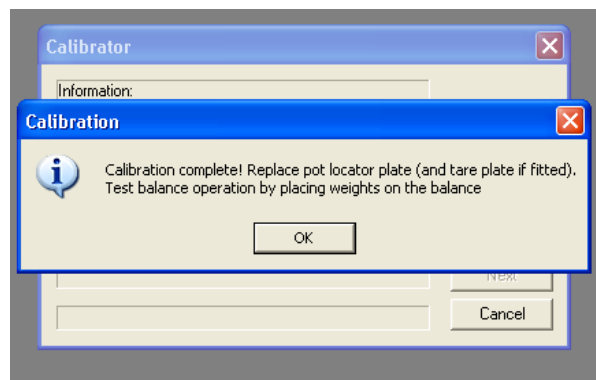 Calibrator
Information:
Calibration
Calibration complete! Replace pot locator plate (and tare plate if fitted).
Test balance operation by placing weights on the balance
OK
Next
Cancel